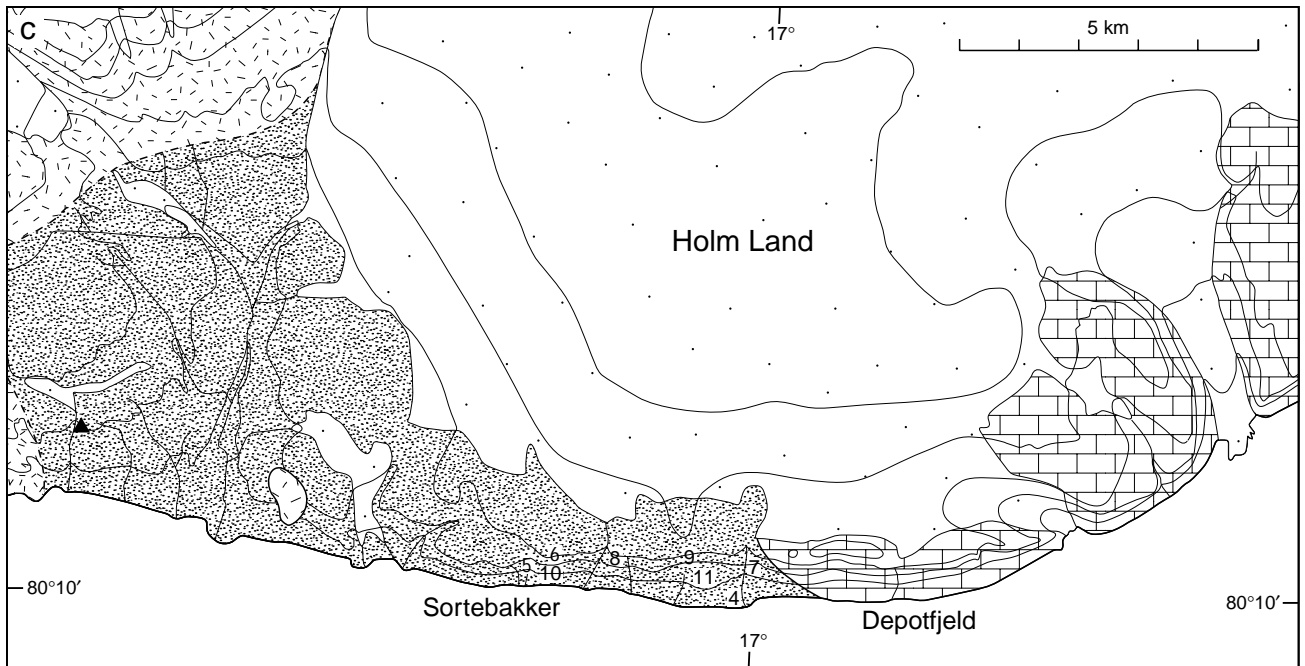 c
17°
5 km
Holm Land
6
9
5
8
7
10
11
4
80°10′
80°10′
Sortebakker
Depotfjeld
17°